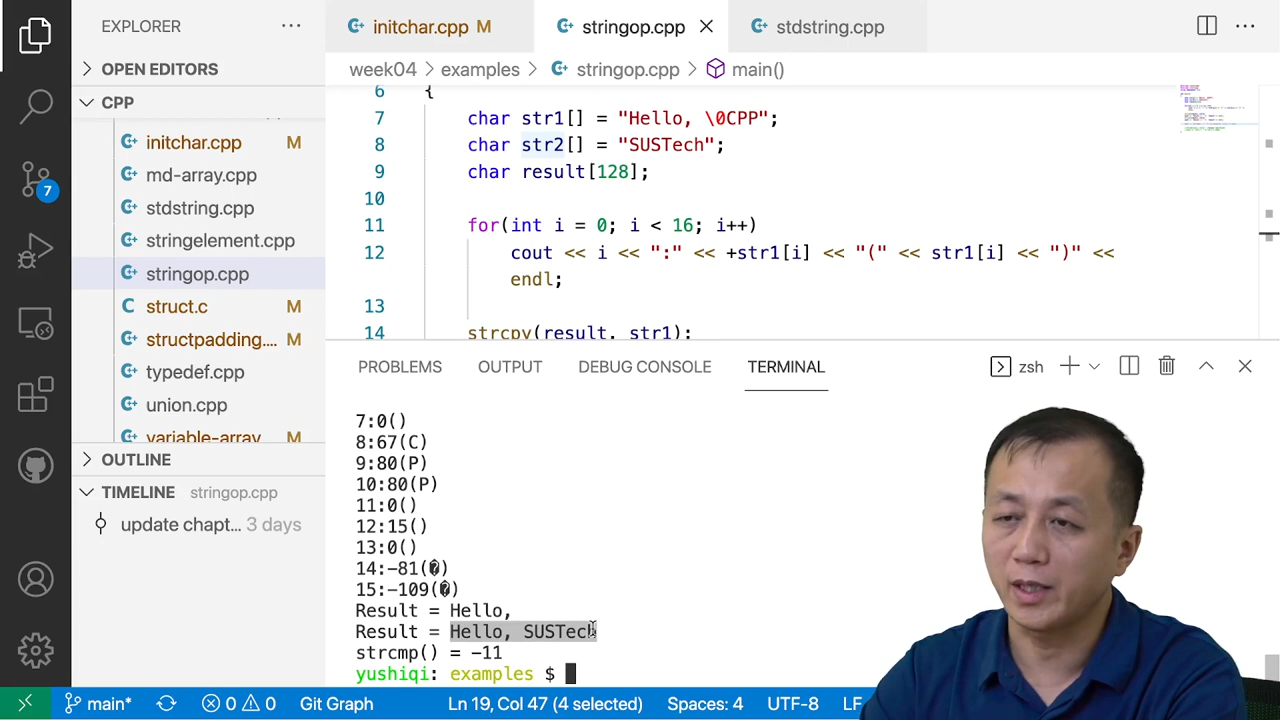 EXPLORER
initchar.cpp M
stringop.cpp
stdstring.cpp
OPEN EDITORS
week04 > examples > stringop.cpp > main()
CPP
initchar.cpp M
md-array.cpp
stdstring.cpp
stringelement.cpp
stringop.cpp
struct.c M
structpadding.... M
typedef.cpp
union.cpp
variable-array M
OUTLINE
TIMELINE stringop.cpp
update chapt... 3 days
7
6 {
7 char str1[] = "Hello, \0CPP";
8 char str2[] = "SUSTech";
9 char result[128];
10
11 for(int i = 0; i < 16; i++)
12 cout << i << ":" << +str1[i] << "(" << str1[i] << ")" <<
endl;
13
14 strcpy(result, str1);
PROBLEMS OUTPUT DEBUG CONSOLE TERMINAL zsh
7:0()
8:67(C)
9:80(P)
10:80(P)
11:0()
12:15()
13:0()
14:-81(�)
15:-109(�)
Result = Hello,
Result = Hello, SUSTech
strcmp() = -11
yushiqi: examples $
main* 0 0 Git Graph Ln 19, Col 47 (4 selected) Spaces: 4 UTF-8 LF